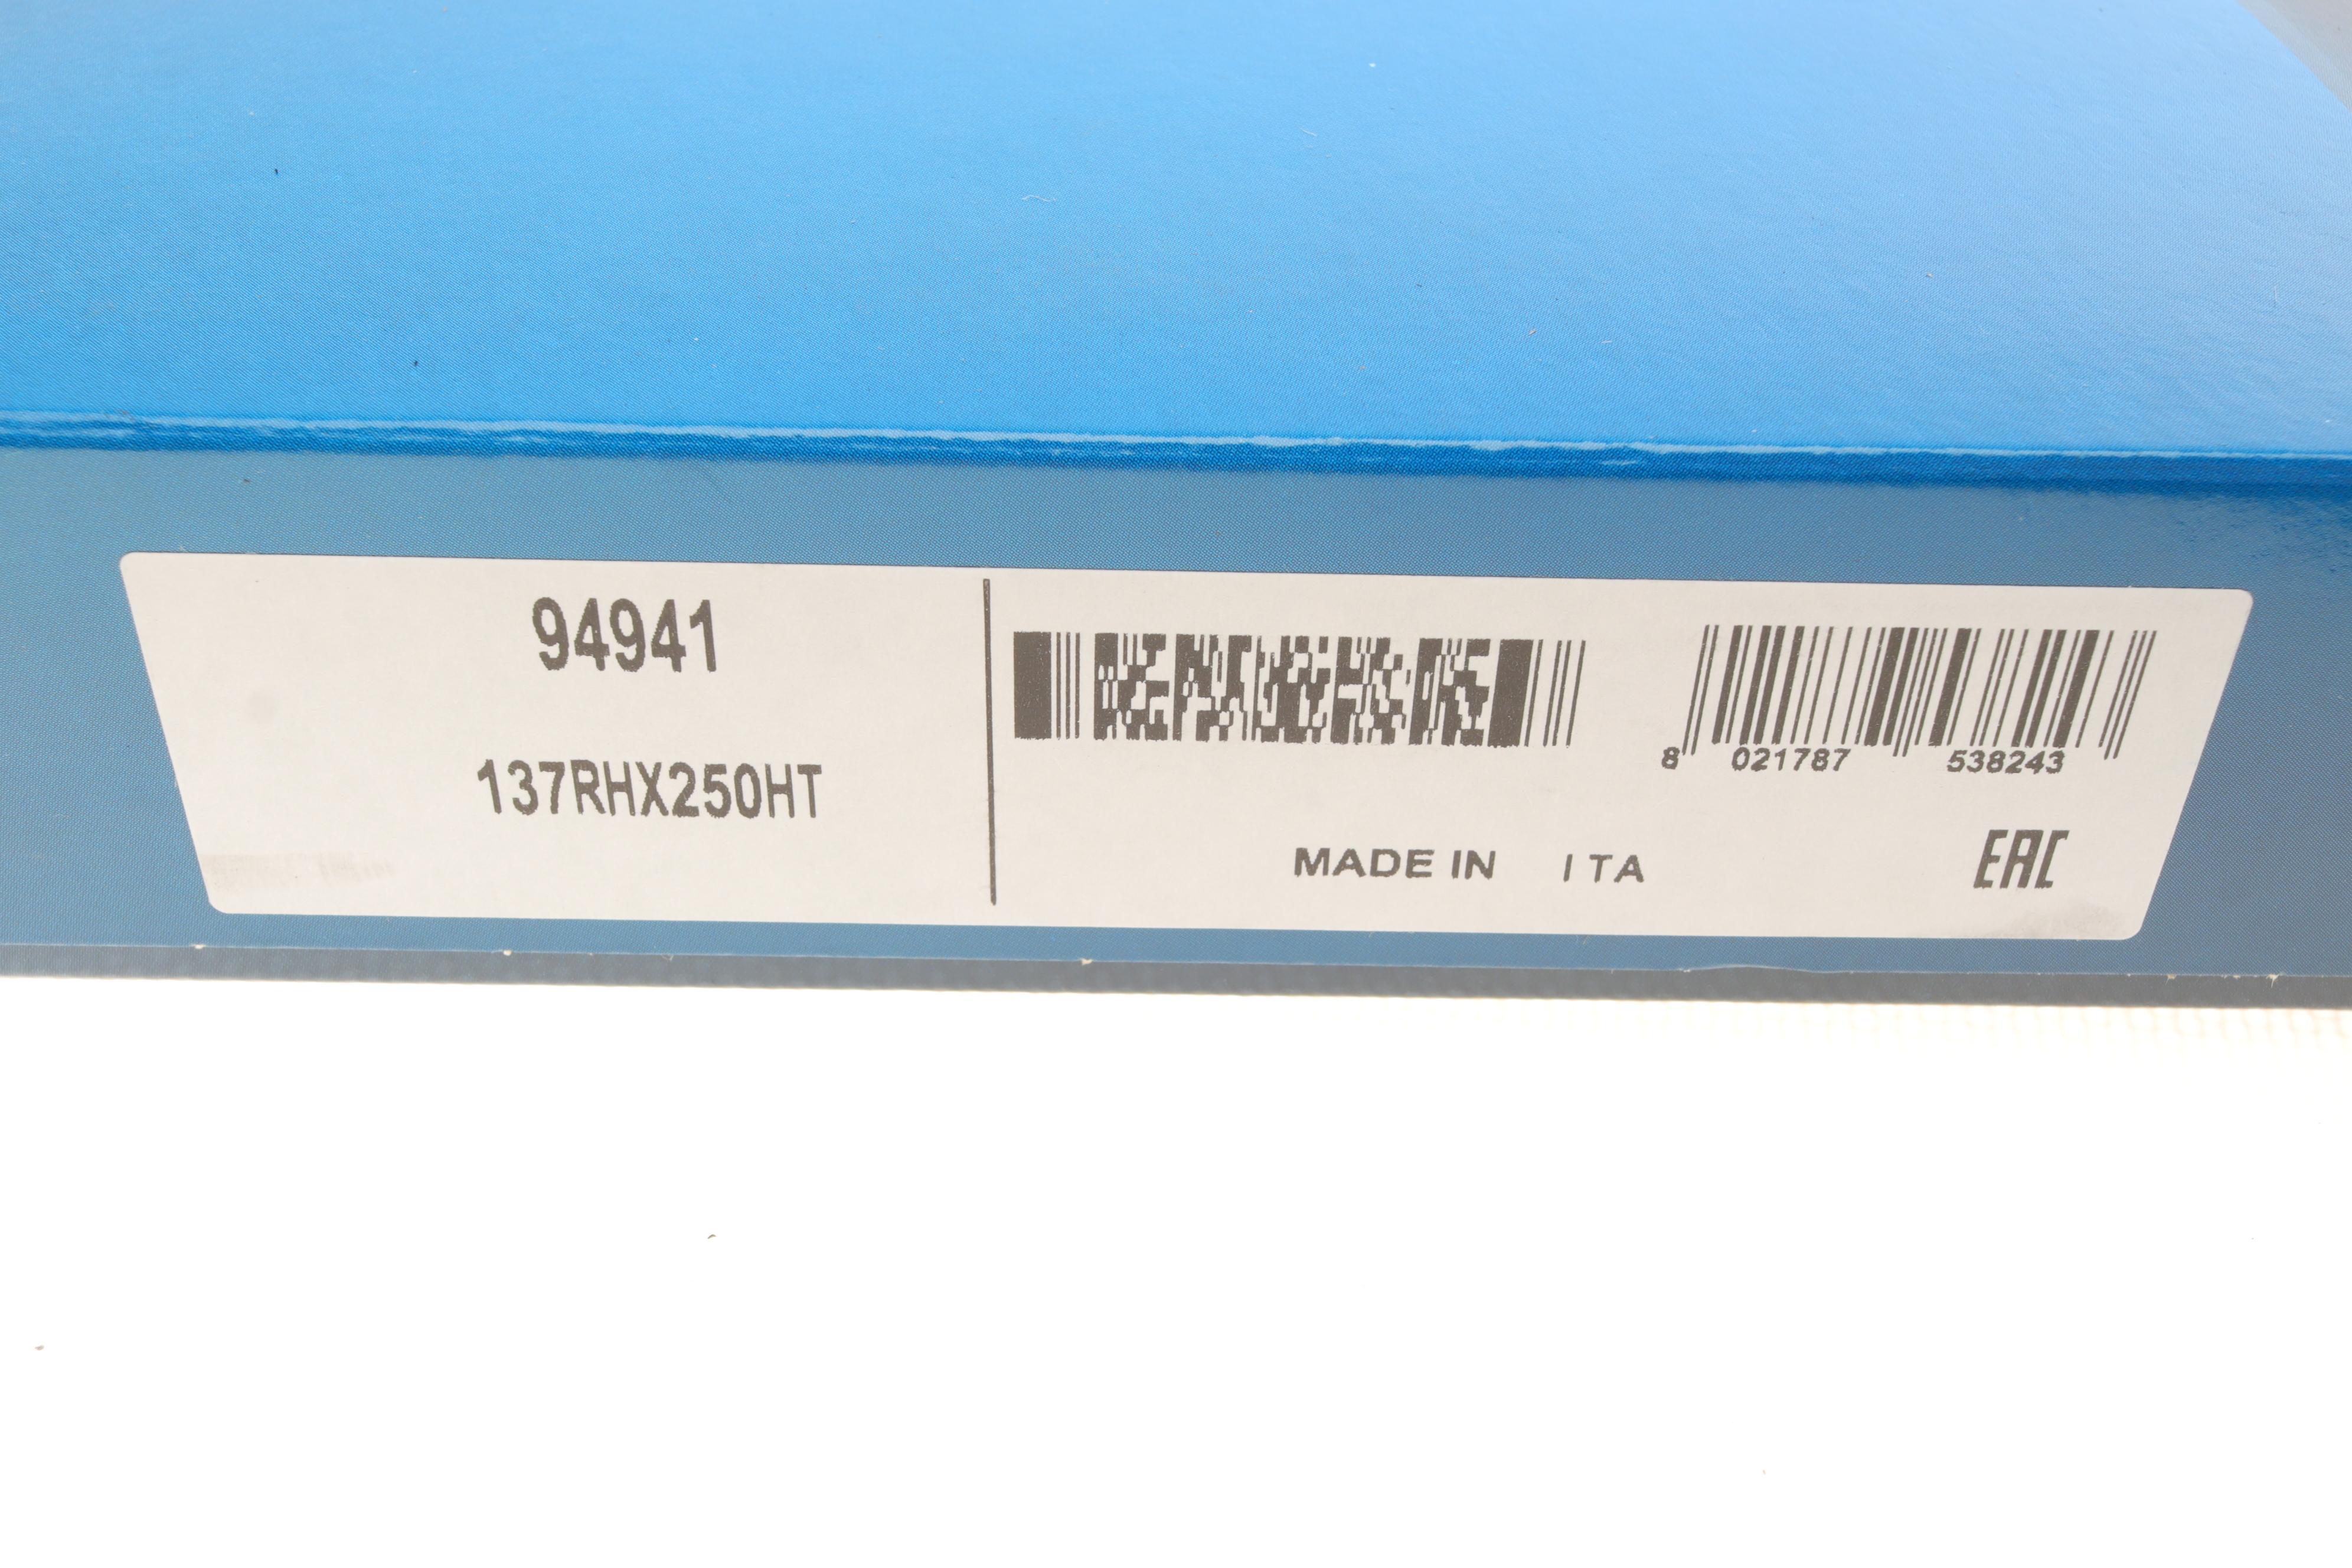 94941
137RHX250HT
8 021787 538243
MADE IN ITA
EAC